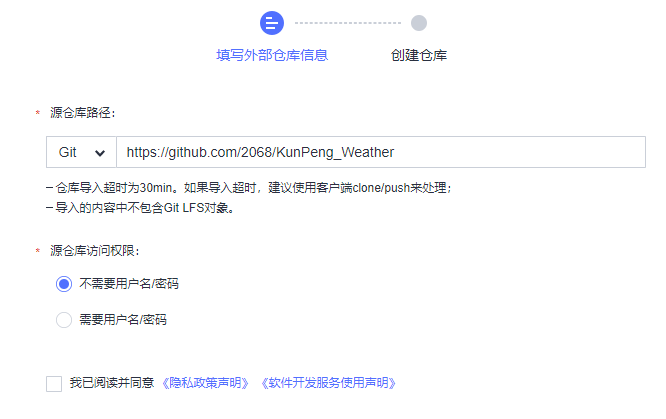 填写外部仓库信息 创建仓库
* 源仓库路径：
Git https://github.com/2068/KunPeng_Weather
– 仓库导入超时为30min。如果导入超时，建议使用客户端clone/push来处理；
– 导入的内容中不包含Git LFS对象。
* 源仓库访问权限：
不需要用户名/密码
需要用户名/密码
我已阅读并同意 《隐私政策声明》 《软件开发服务使用声明》